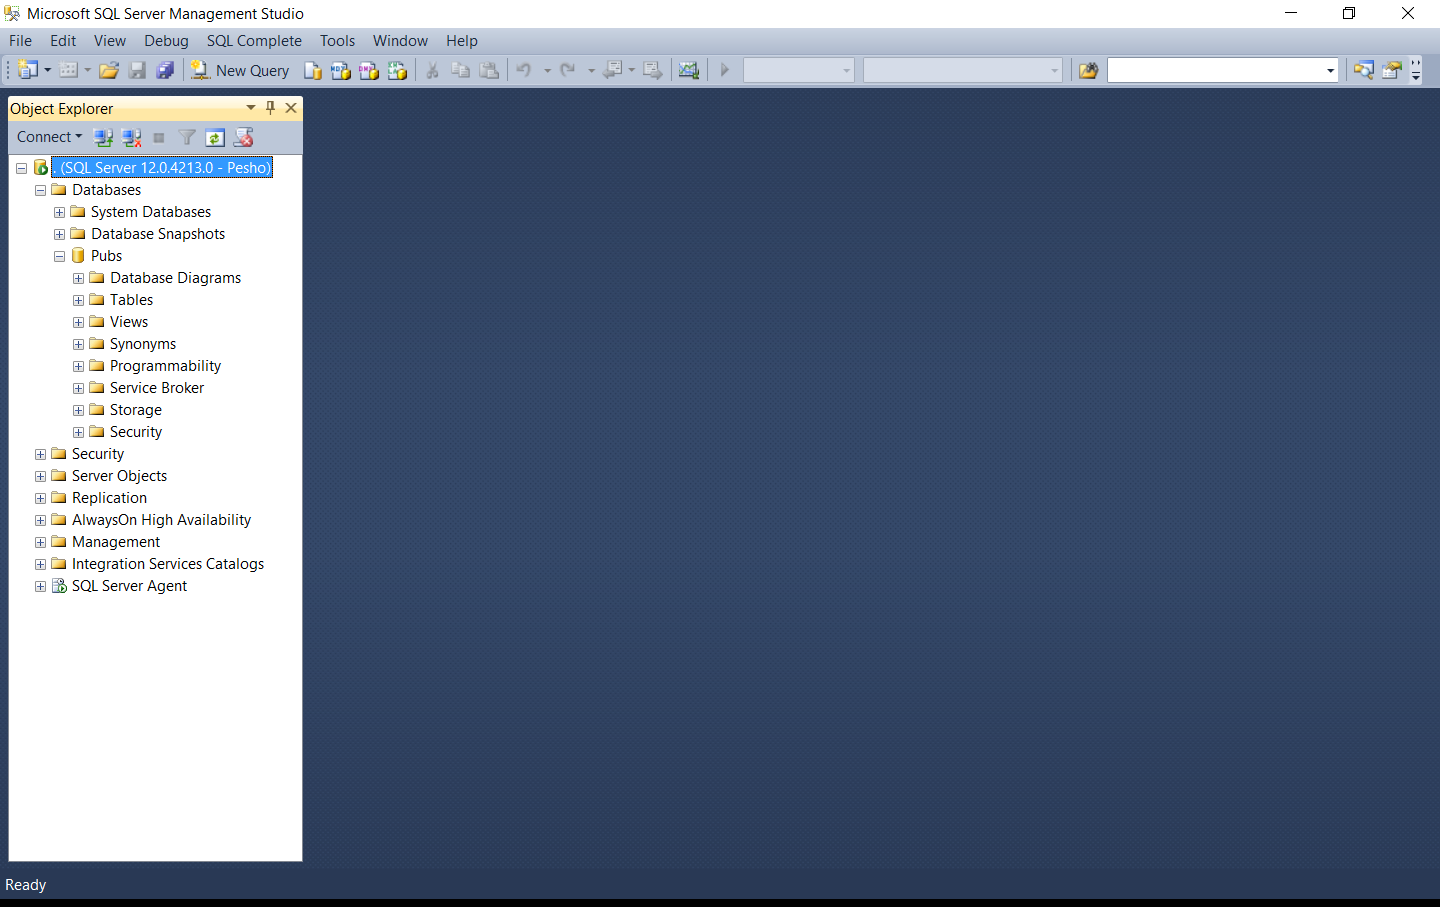 Microsoft SQL Server Management Studio
File Edit View Debug SQL Complete Tools Window Help
New Query
Object Explorer
Connect
. (SQL Server 12.0.4213.0 - Pesho)
Databases
System Databases
Database Snapshots
Pubs
Database Diagrams
Tables
Views
Synonyms
Programmability
Service Broker
Storage
Security
Security
Server Objects
Replication
AlwaysOn High Availability
Management
Integration Services Catalogs
SQL Server Agent
Ready